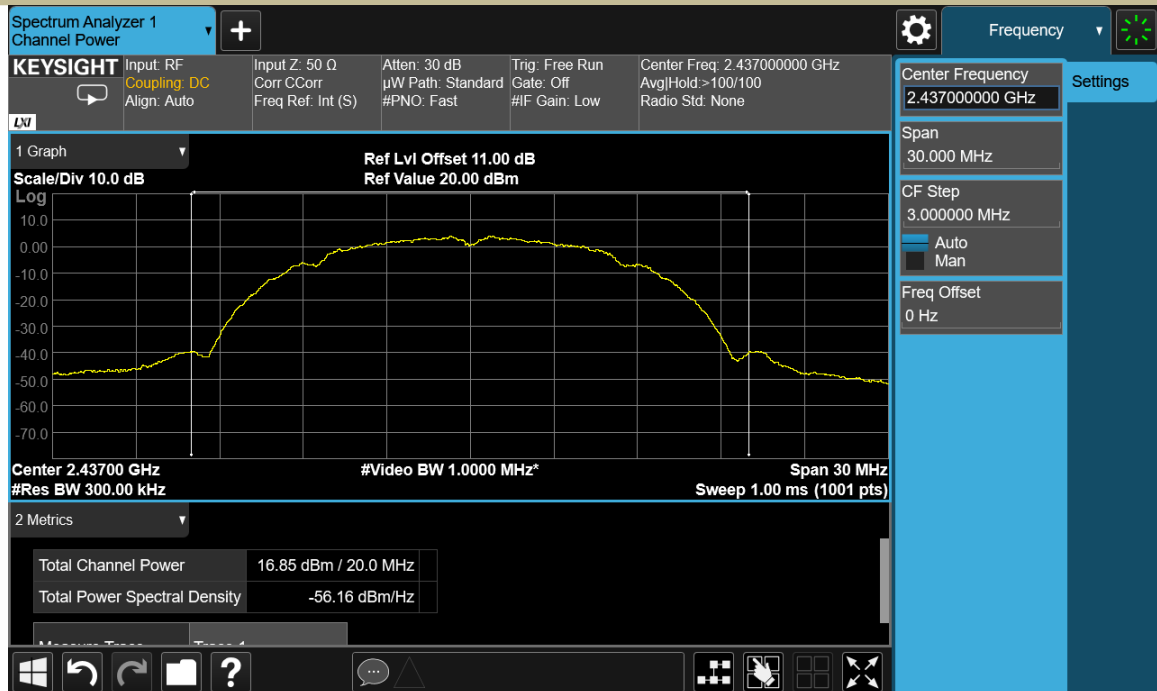 Spectrum Analyzer 1
Channel Power
+
Frequency
KEYSIGHT
Input: RF
Coupling: DC
Align: Auto
Input Z: 50 Ω
Corr CCorr
Freq Ref: Int (S)
Atten: 30 dB
µW Path: Standard
#PNO: Fast
Trig: Free Run
Gate: Off
#IF Gain: Low
Center Freq: 2.437000000 GHz
Avg|Hold:>100/100
Radio Std: None
LXI
Center Frequency
2.437000000 GHz
Settings
Span
30.000 MHz
CF Step
3.000000 MHz
Auto
Man
Freq Offset
0 Hz
1 Graph
Scale/Div 10.0 dB
Ref Lvl Offset 11.00 dB
Ref Value 20.00 dBm
Log
10.0
0.00
-10.0
-20.0
-30.0
-40.0
-50.0
-60.0
-70.0
Center 2.43700 GHz
#Video BW 1.0000 MHz*
Span 30 MHz
#Res BW 300.00 kHz
Sweep 1.00 ms (1001 pts)
2 Metrics
Total Channel Power 16.85 dBm / 20.0 MHz
Total Power Spectral Density -56.16 dBm/Hz
Measure Trace Trace 1
?